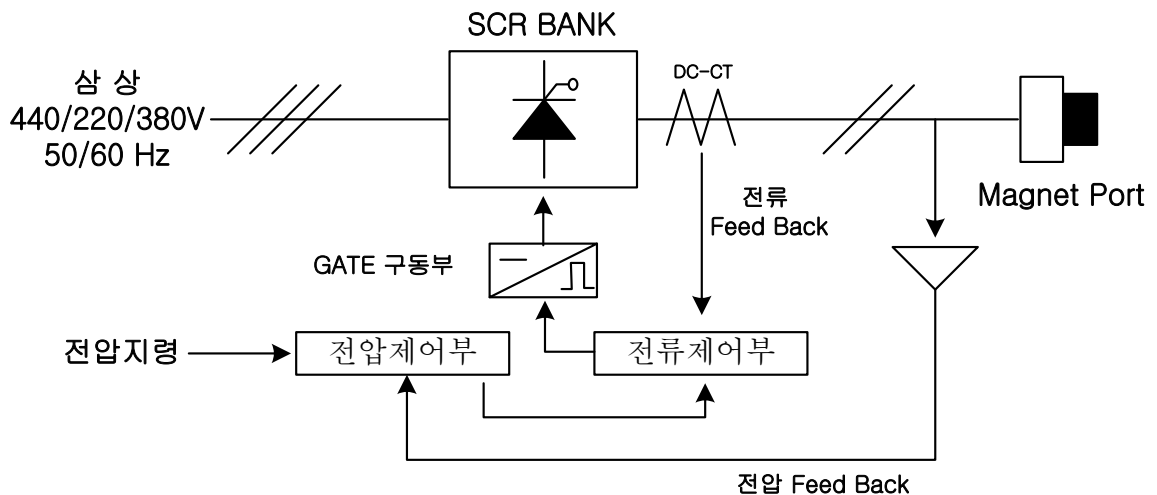 SCR BANK
삼 상
440/220/380V
50/60 Hz
DC-CT
Magnet Port
전류
Feed Back
GATE 구동부
전압지령
전압제어부
전류제어부
전압 Feed Back